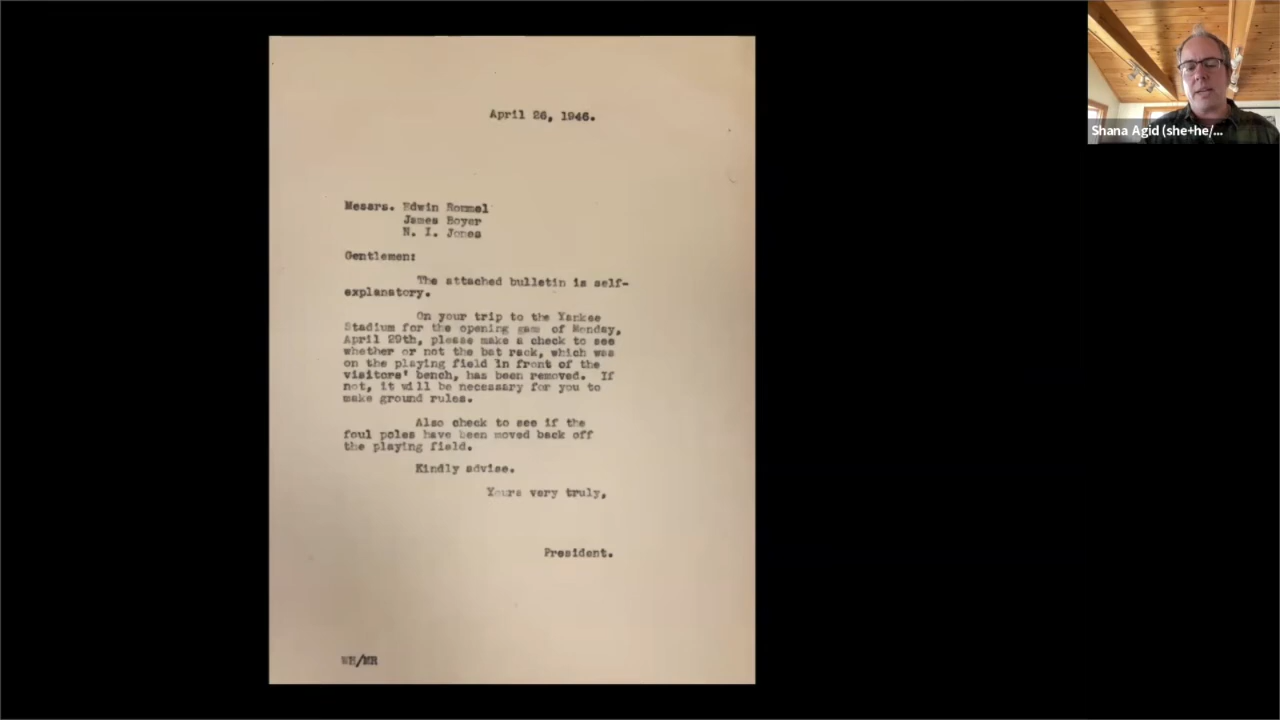 April 26, 1946.
Messrs. Edwin Rommel
James Boyer
N. I. Jones
Gentlemen:
The attached bulletin is self-
explanatory.
On your trip to the Yankee
Stadium for the opening game of Monday,
April 29th, please make a check to see
whether or not the bat rack, which was
on the playing field in front of the
visitors' bench, has been removed. If
not, it will be necessary for you to
make ground rules.
Also check to see if the
foul poles have been moved back off
the playing field.
Kindly advise.
Yours very truly,
President.
WH/MR
Shana Agid (she+he/...